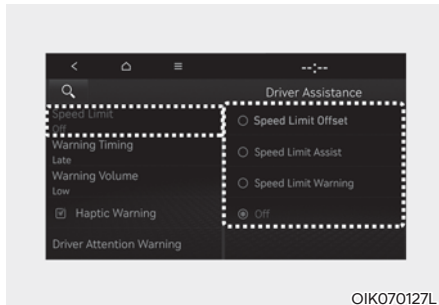 --:--
Driver Assistance
Speed Limit
Off
Warning Timing
Late
Warning Volume
Low
Haptic Warning
Driver Attention Warning
Speed Limit Offset
Speed Limit Assist
Speed Limit Warning
Off
OIK070127L